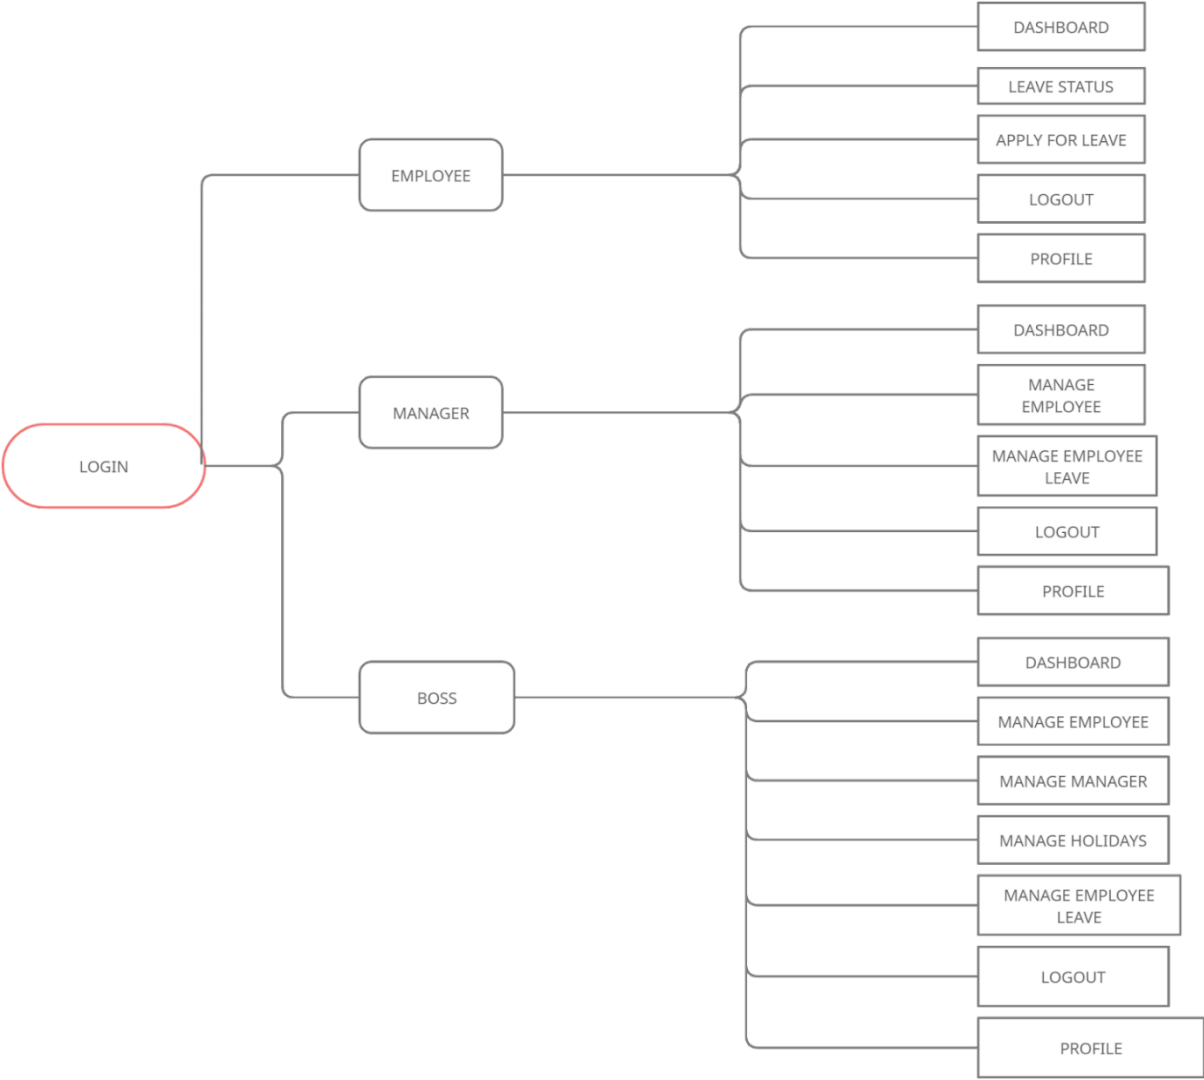 LOGIN
EMPLOYEE
DASHBOARD
LEAVE STATUS
APPLY FOR LEAVE
LOGOUT
PROFILE
MANAGER
DASHBOARD
MANAGE
EMPLOYEE
MANAGE EMPLOYEE
LEAVE
LOGOUT
PROFILE
BOSS
DASHBOARD
MANAGE EMPLOYEE
MANAGE MANAGER
MANAGE HOLIDAYS
MANAGE EMPLOYEE
LEAVE
LOGOUT
PROFILE